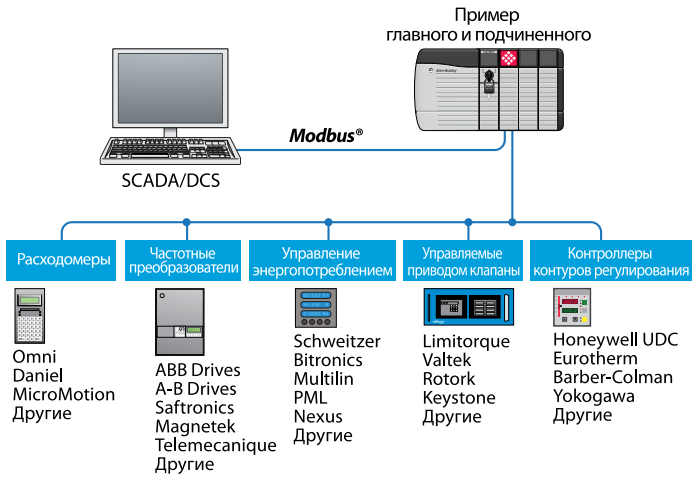 Пример
главного и подчиненного
Allen-Bradley
Modbus®
SCADA/DCS
Расходомеры
Частотные
преобразователи
Управление
энергопотреблением
Управляемые
приводом клапаны
Контроллеры
контуров регулирования
Omni
Daniel
MicroMotion
Другие
ABB Drives
A-B Drives
Saftronics
Magnetek
Telemecanique
Другие
Schweitzer
Bitronics
Multilin
PML
Nexus
Другие
Limitorque
Valtek
Rotork
Keystone
Другие
Honeywell UDC
Eurotherm
Barber-Colman
Yokogawa
Другие